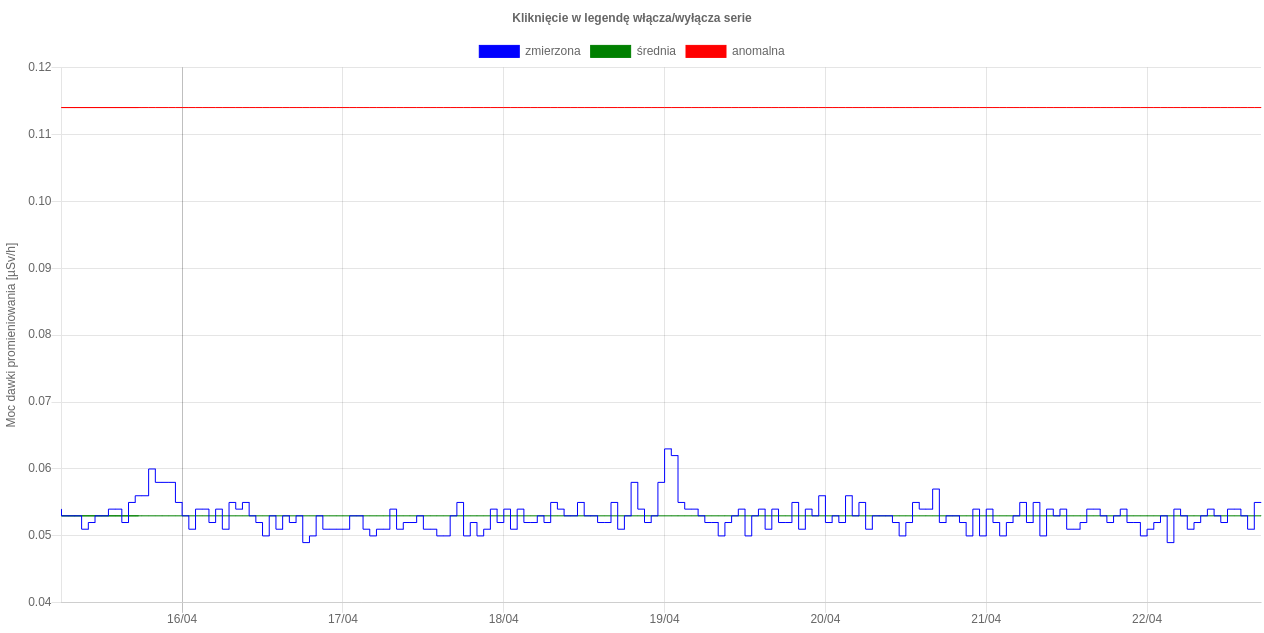 Kliknięcie w legendę włącza/wyłącza serie
zmierzona średnia anomalna
Moc dawki promieniowania [µSv/h]
0.12
0.11
0.10
0.09
0.08
0.07
0.06
0.05
0.04
16/04 17/04 18/04 19/04 20/04 21/04 22/04